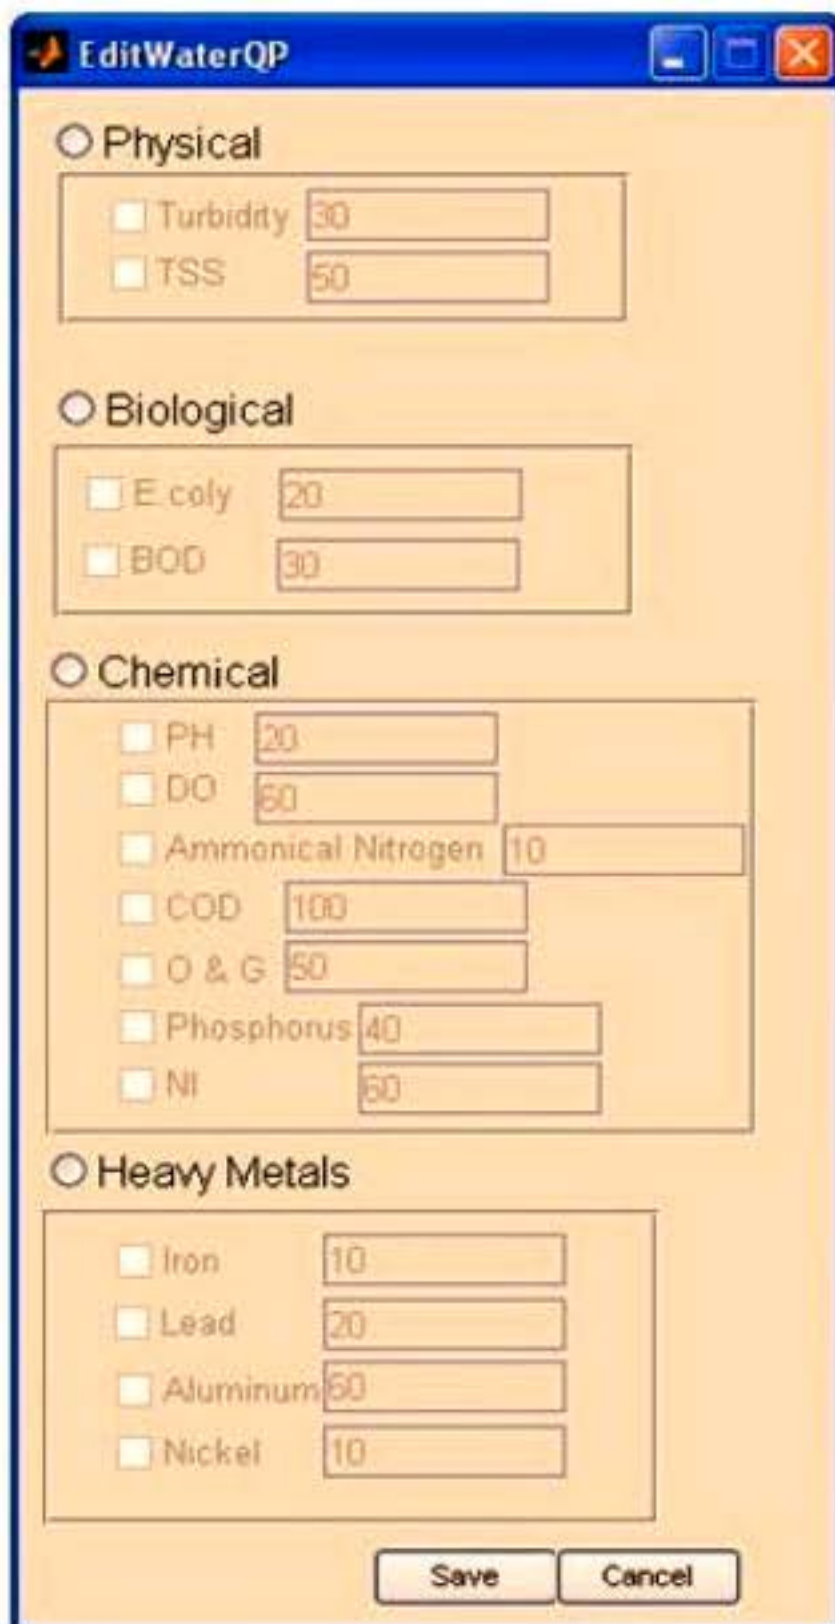 EditWaterQP
Physical
Turbidity 30
TSS 50
Biological
E.coly 20
BOD 30
Chemical
PH 20
DO 60
Ammonical Nitrogen 10
COD 100
O & G 50
Phosphorus 40
NI 60
Heavy Metals
Iron 10
Lead 20
Aluminum 60
Nickel 10
Save Cancel